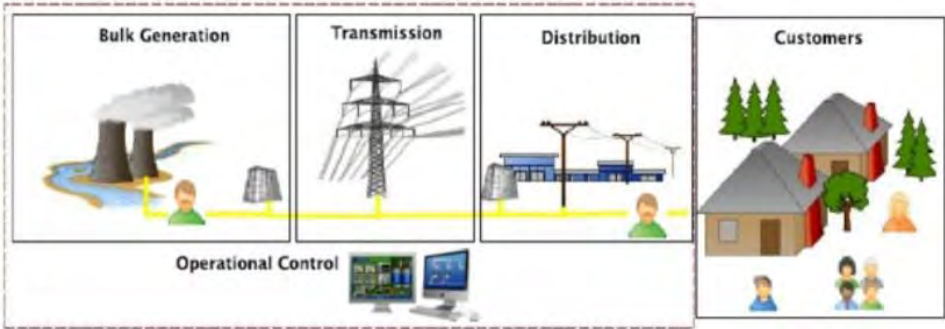 Bulk Generation
Transmission
Distribution
Customers
Operational Control